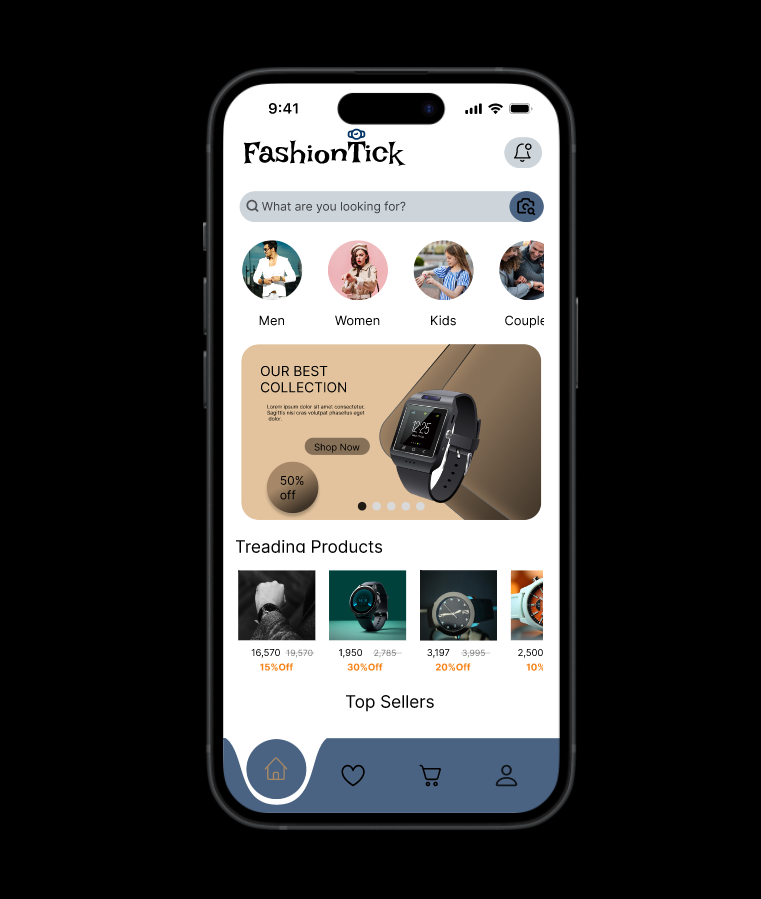 9:41
FashionTick
What are you looking for?
Men
Women
Kids
Couple
OUR BEST
COLLECTION
Lorem ipsum dolor sit amet consectetur.
Sagittis nisl cras volutpat phasellus eget
dolor.
Shop Now
50%
off
12:25
Treading Products
16,570 19,570
15%Off
1,950 2,785
30%Off
3,197 3,995
20%Off
2,500
10%
Top Sellers